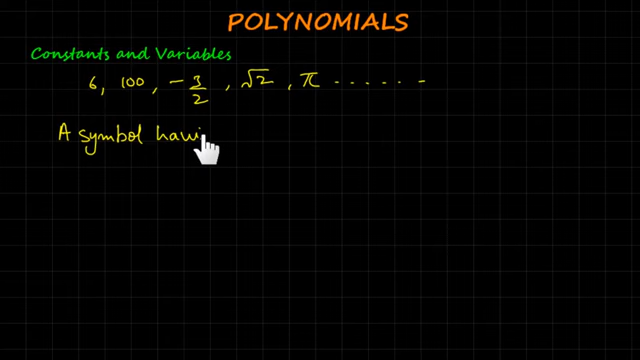 POLYNOMIALS
Constants and Variables
6, 100, -3/2, √2, π .......
A symbol havi